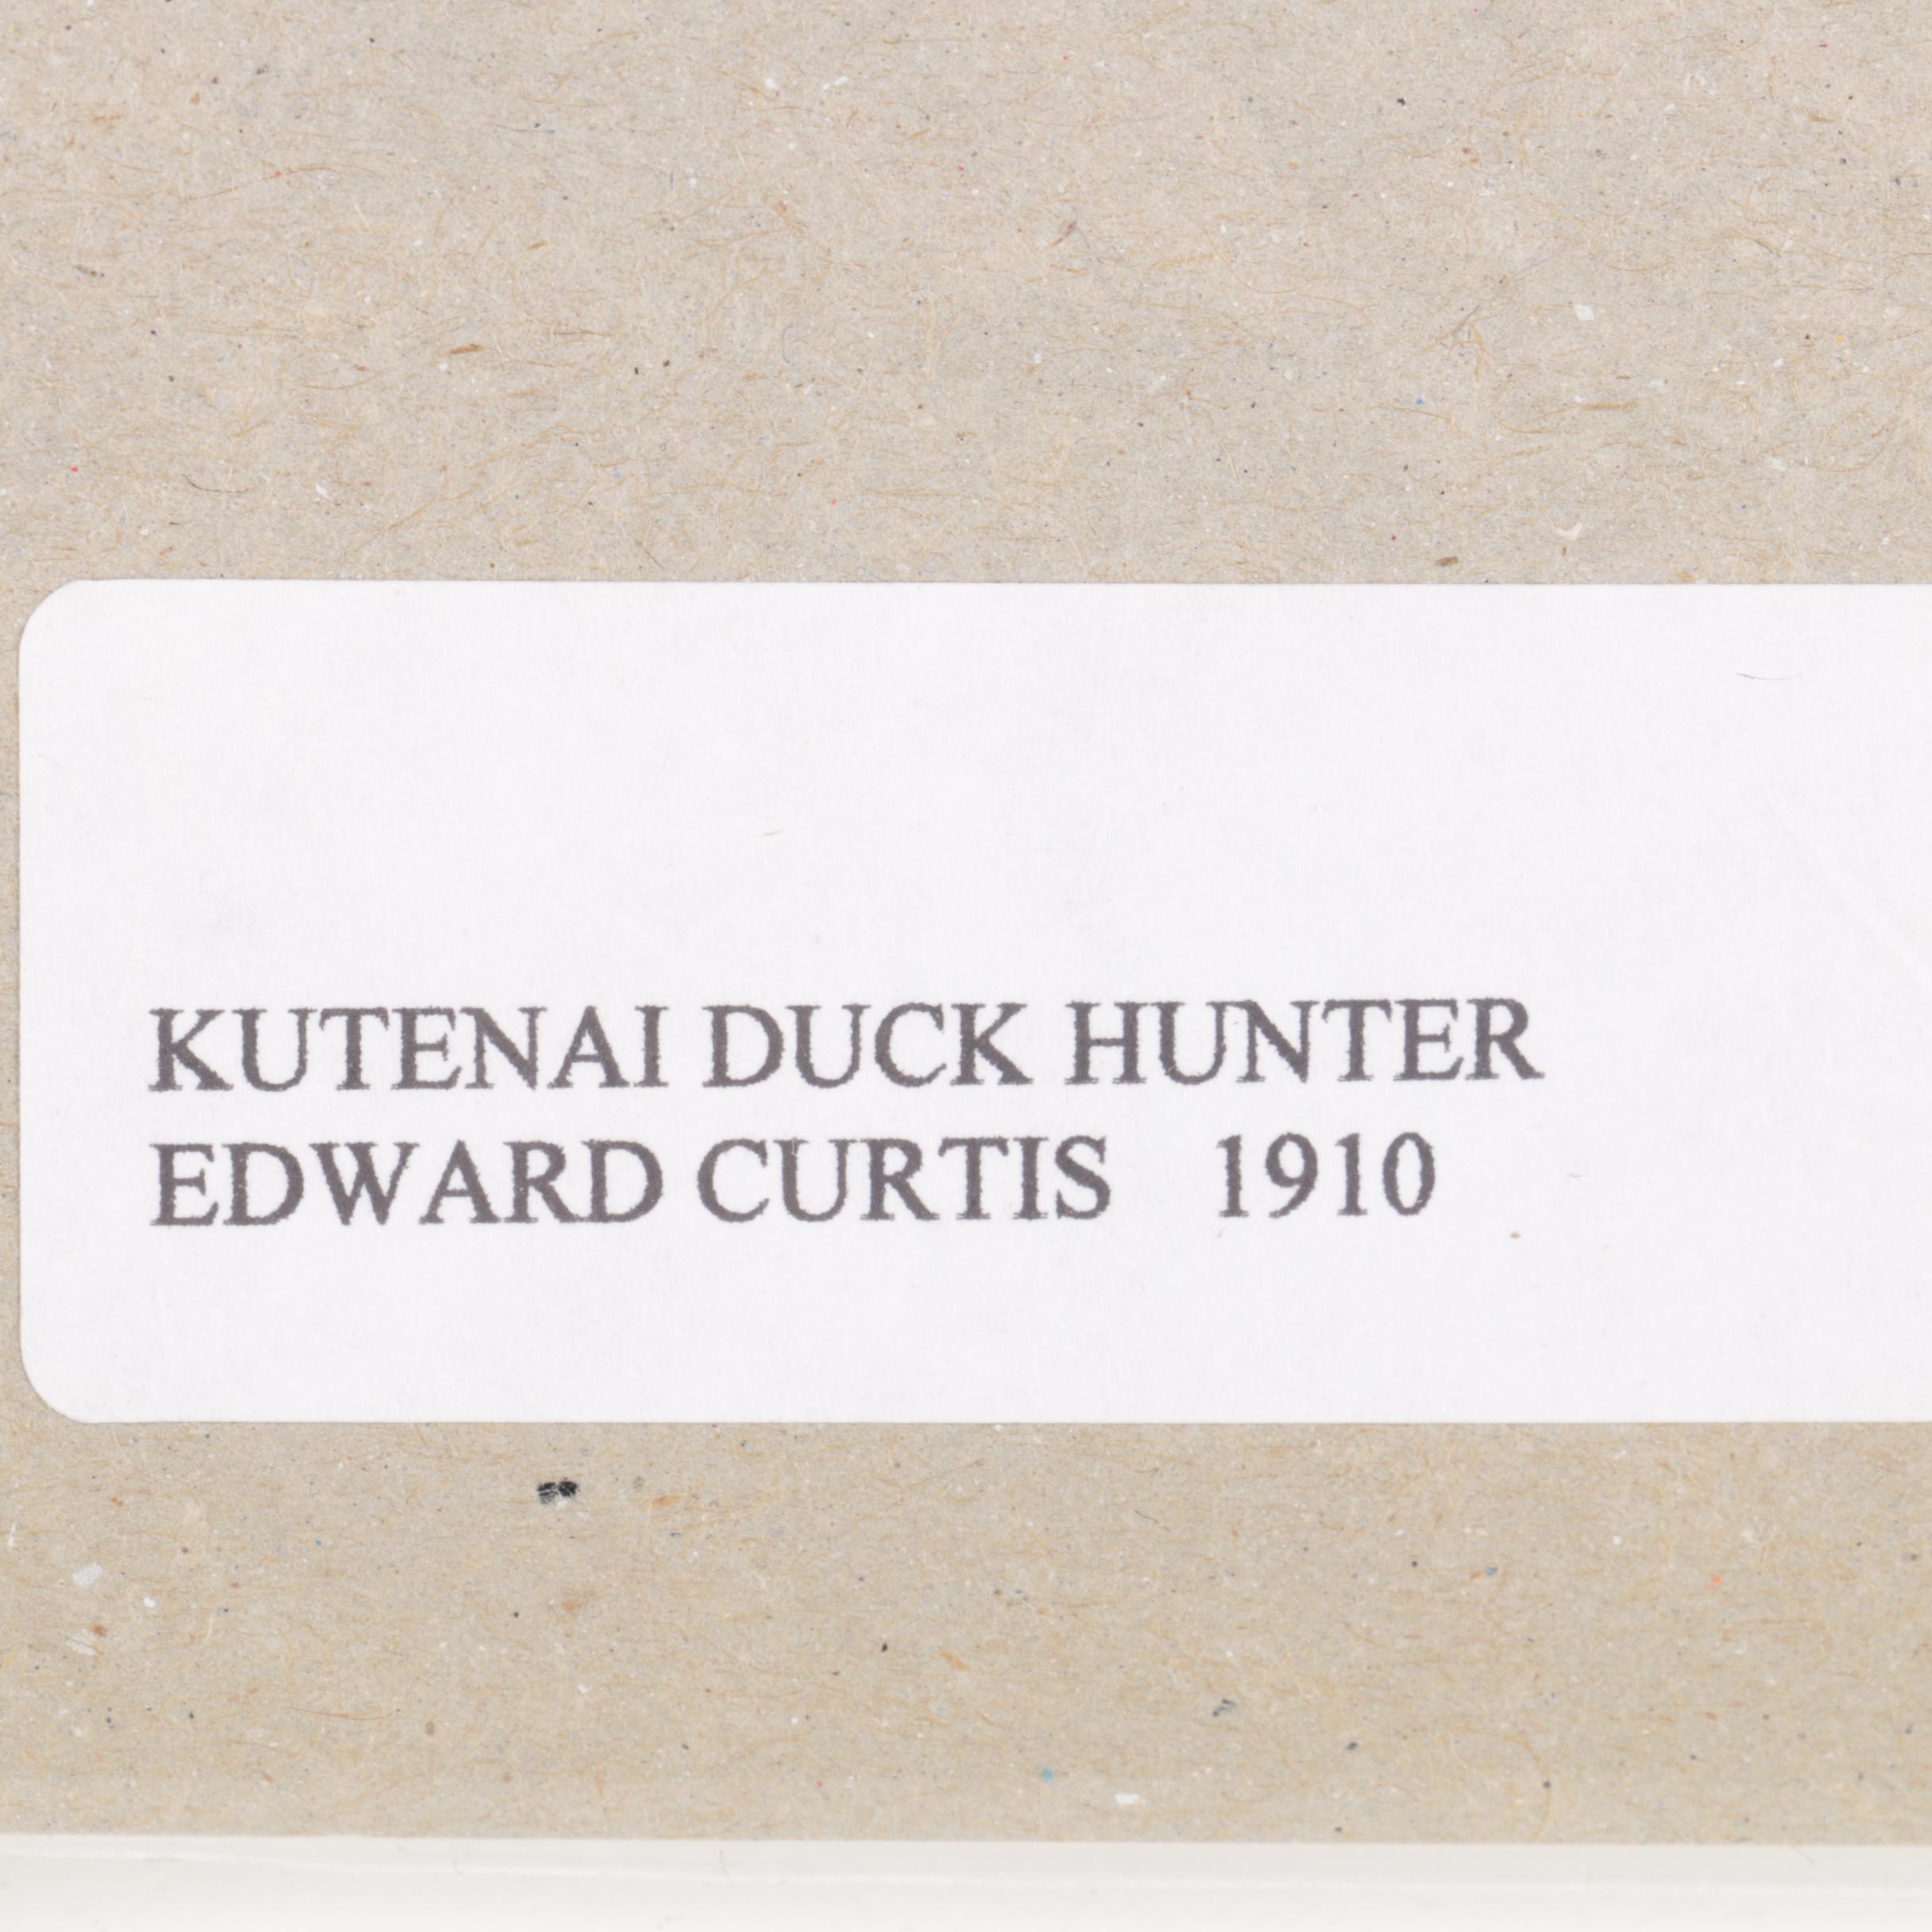 KUTENAI DUCK HUNTER
EDWARD CURTIS 1910